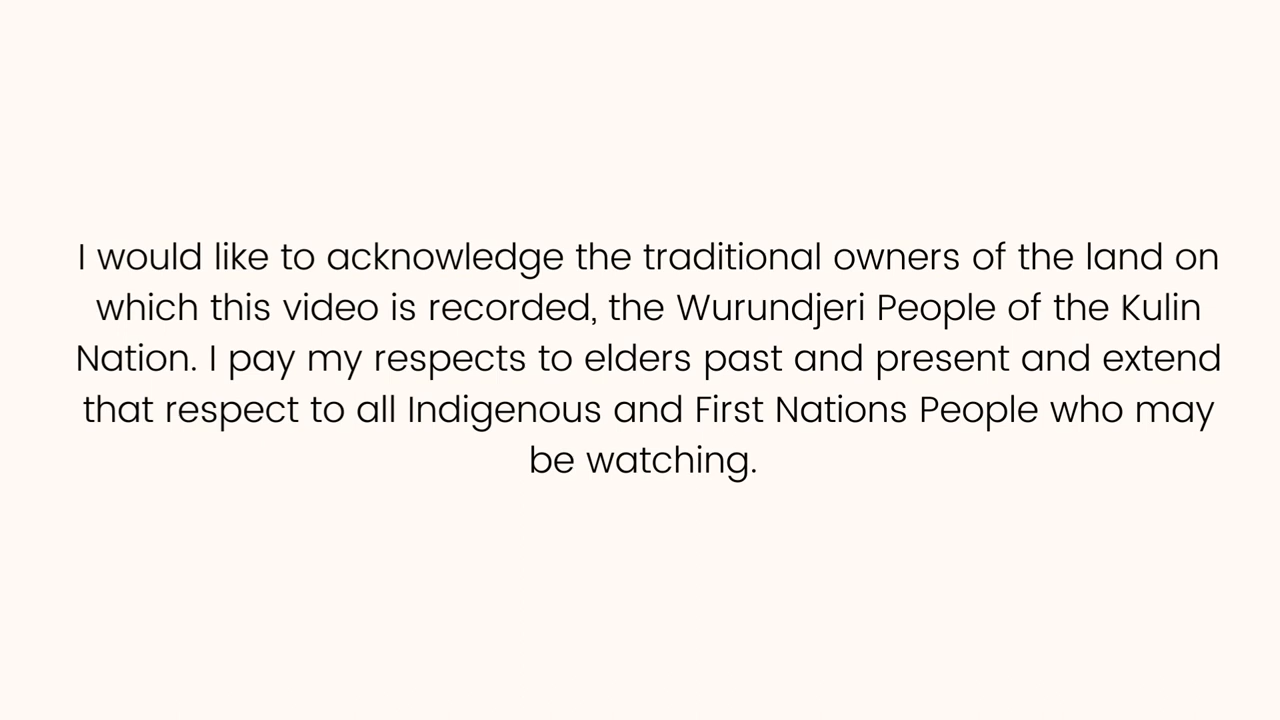 I would like to acknowledge the traditional owners of the land on
which this video is recorded, the Wurundjeri People of the Kulin
Nation. I pay my respects to elders past and present and extend
that respect to all Indigenous and First Nations People who may
be watching.